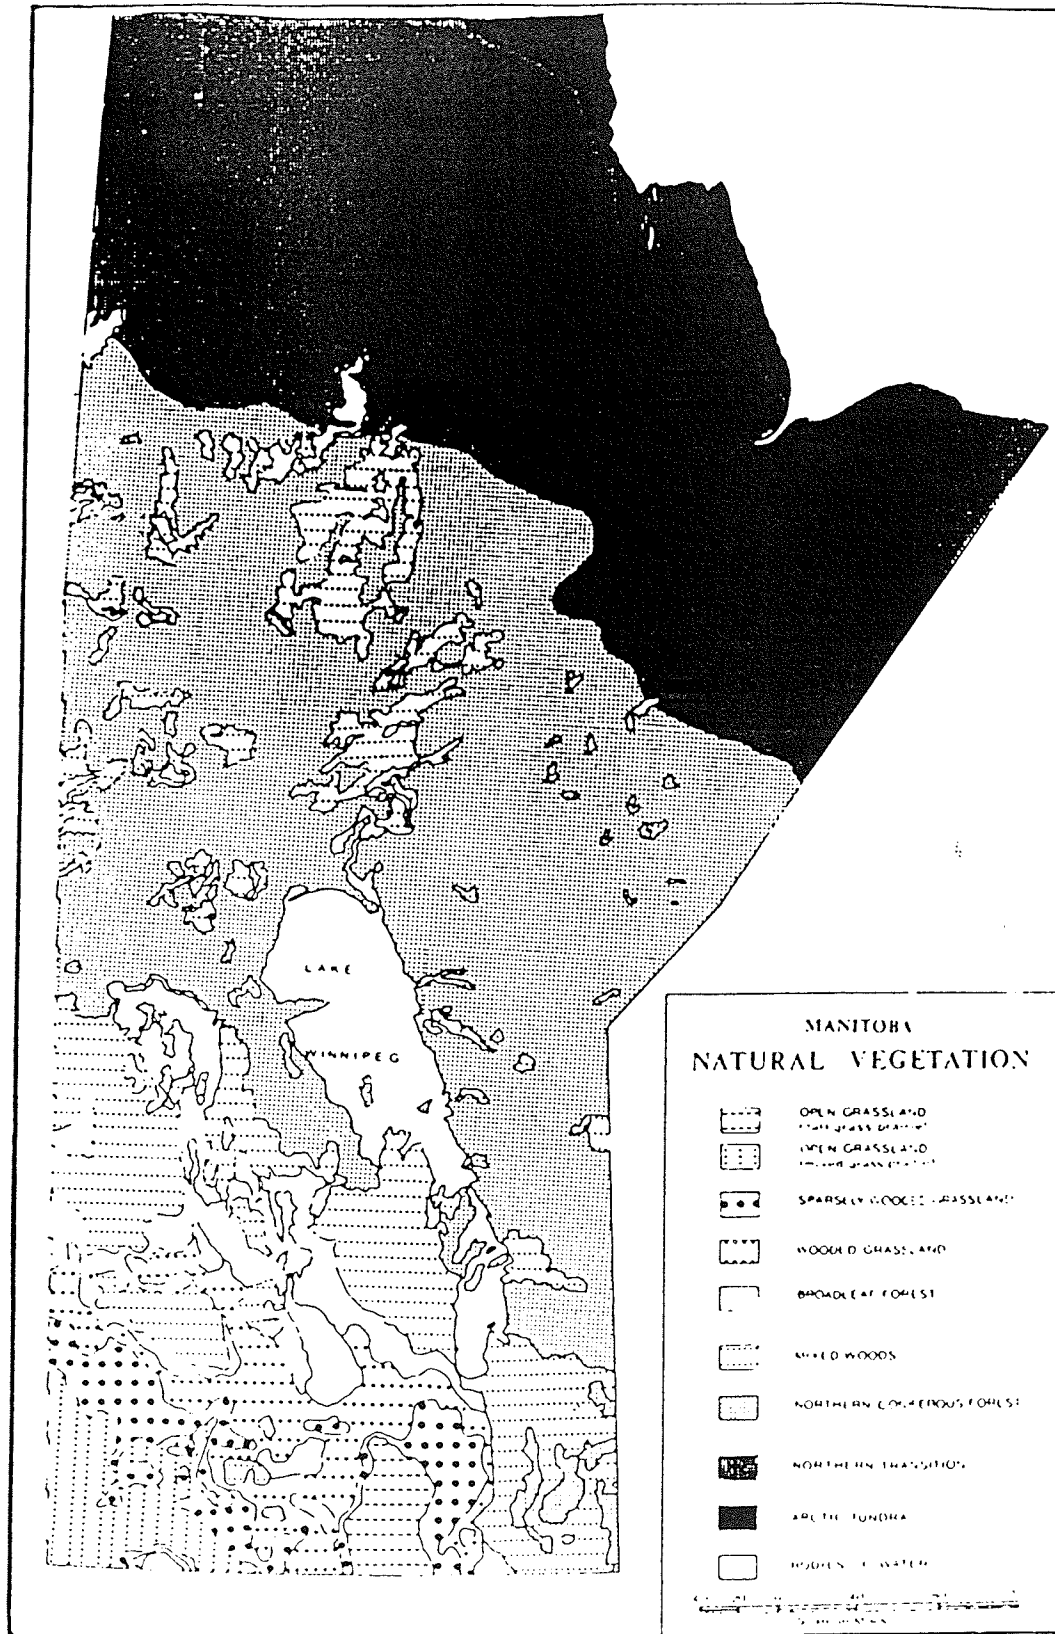 LAKE
WINNIPEG
MANITOBA
NATURAL VEGETATION
OPEN GRASSLAND
OPEN GRASSLAND
SPARSELY WOODED GRASSLAND
WOODED GRASSLAND
BROADLEAF FOREST
MIXED WOODS
NORTHERN CONIFEROUS FOREST
NORTHERN TRANSITION
ARCTIC TUNDRA
BODIES OF WATER